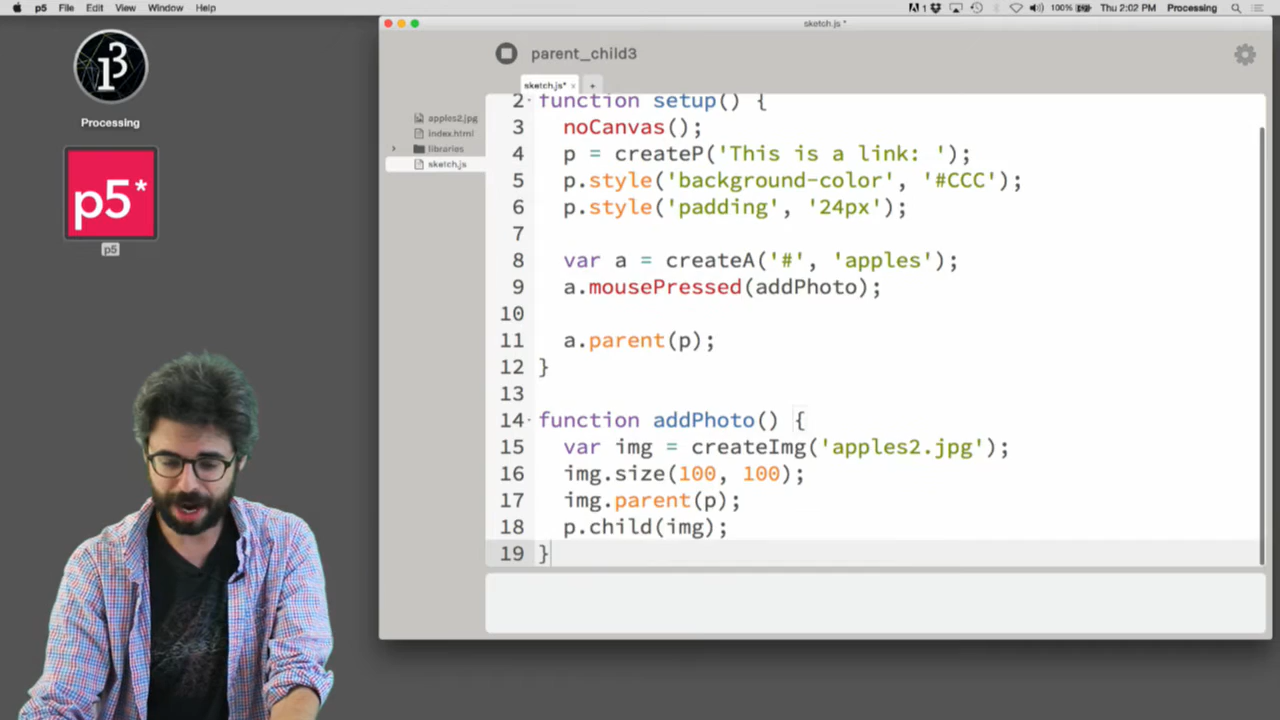 p5 File Edit View Window Help
1 100% Thu 2:02 PM Processing
sketch.js *
parent_child3
Processing
p5*
p5
sketch.js* × +
apples2.jpg
index.html
libraries
sketch.js
2 function setup() {
3 noCanvas();
4 p = createP('This is a link: ');
5 p.style('background-color', '#CCC');
6 p.style('padding', '24px');
7
8 var a = createA('#', 'apples');
9 a.mousePressed(addPhoto);
10
11 a.parent(p);
12 }
13
14 function addPhoto() {
15 var img = createImg('apples2.jpg');
16 img.size(100, 100);
17 img.parent(p);
18 p.child(img);
19 }